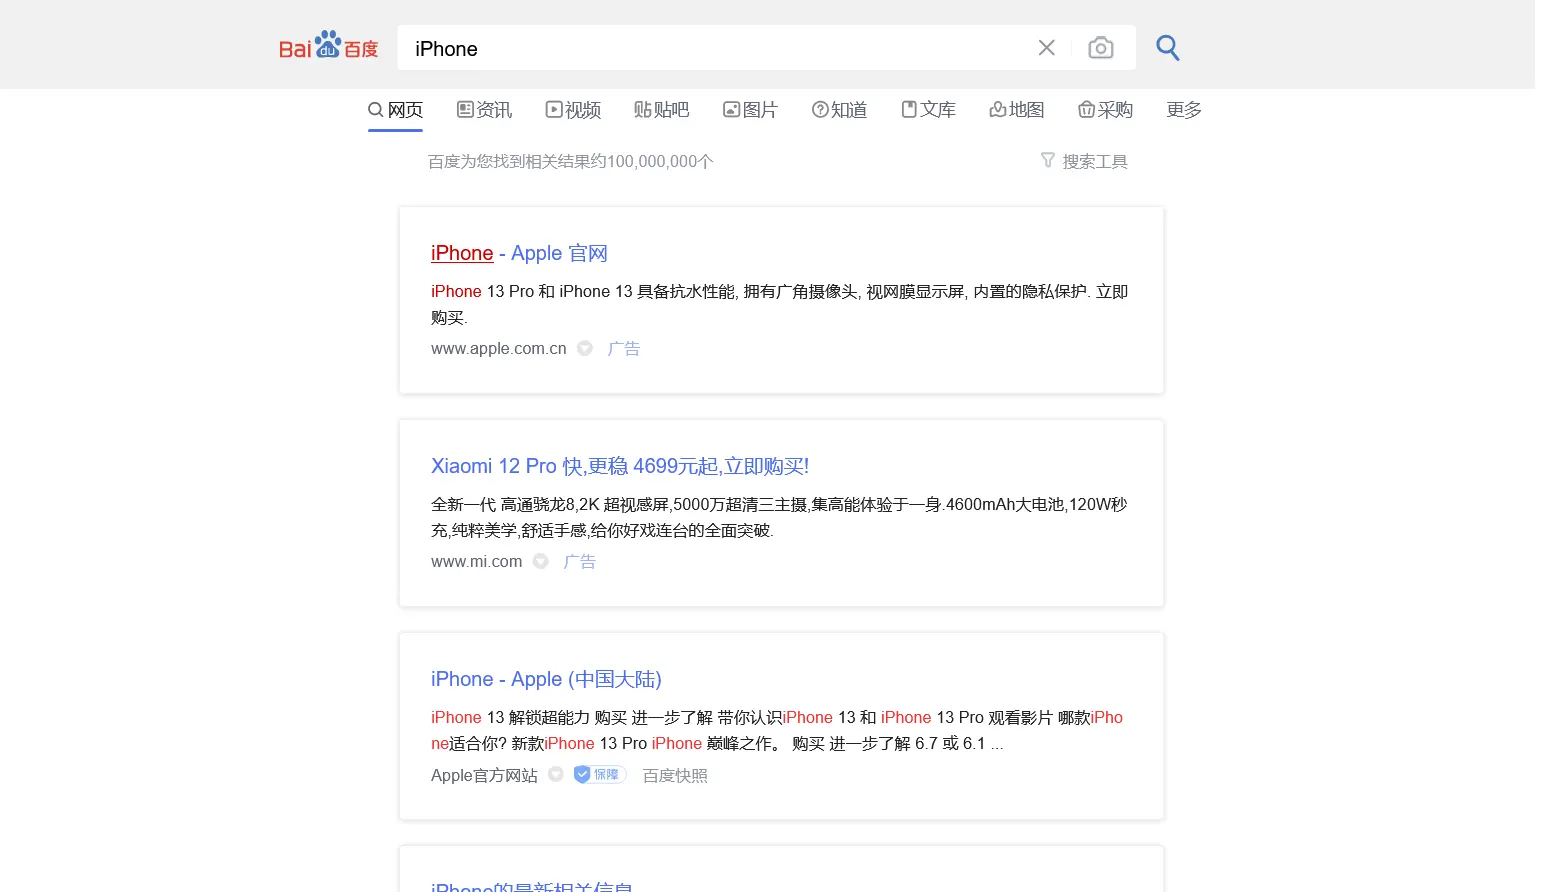 Bai du 百度
iPhone
网页 资讯 视频 贴吧 图片 知道 文库 地图 采购 更多
百度为您找到相关结果约100,000,000个 搜索工具
iPhone - Apple 官网
iPhone 13 Pro 和 iPhone 13 具备抗水性能, 拥有广角摄像头, 视网膜显示屏, 内置的隐私保护. 立即
购买.
www.apple.com.cn 广告
Xiaomi 12 Pro 快,更稳 4699元起,立即购买!
全新一代 高通骁龙8,2K 超视感屏,5000万超清三主摄,集高能体验于一身.4600mAh大电池,120W秒
充,纯粹美学,舒适手感,给你好戏连台的全面突破.
www.mi.com 广告
iPhone - Apple (中国大陆)
iPhone 13 解锁超能力 购买 进一步了解 带你认识iPhone 13 和 iPhone 13 Pro 观看影片 哪款iPho
ne适合你? 新款iPhone 13 Pro iPhone 巅峰之作。 购买 进一步了解 6.7 或 6.1 ...
Apple官方网站 保障 百度快照
iPhone的最新相关信息